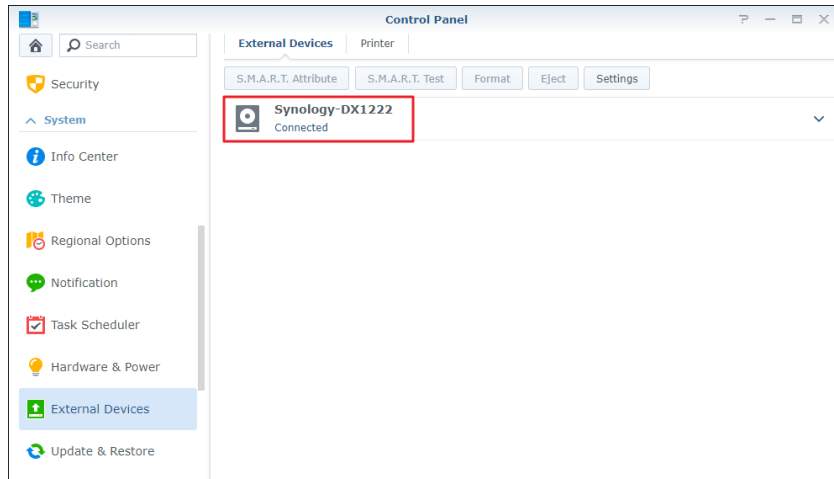 Control Panel
Search
Security
System
Info Center
Theme
Regional Options
Notification
Task Scheduler
Hardware & Power
External Devices
Update & Restore
External Devices Printer
S.M.A.R.T. Attribute S.M.A.R.T. Test Format Eject Settings
Synology-DX1222
Connected